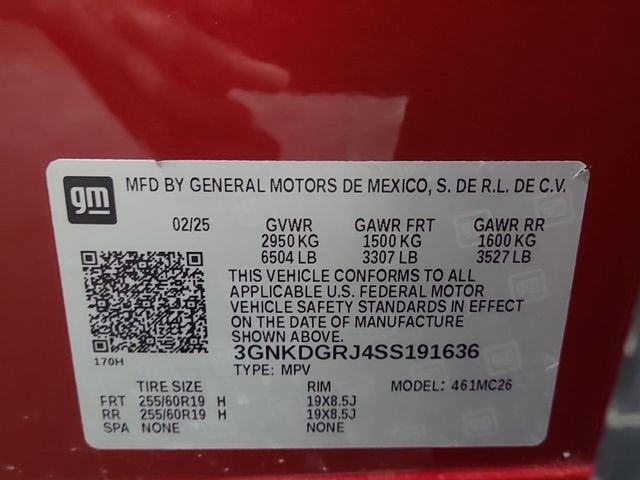 gm
MFD BY GENERAL MOTORS DE MEXICO, S. DE R.L. DE C.V.
02/25 GVWR GAWR FRT GAWR RR
2950 KG 1500 KG 1600 KG
6504 LB 3307 LB 3527 LB
THIS VEHICLE CONFORMS TO ALL
APPLICABLE U.S. FEDERAL MOTOR
VEHICLE SAFETY STANDARDS IN EFFECT
ON THE DATE OF MANUFACTURE
SHOWN ABOVE.
170H
3GNKDGRJ4SS191636
TYPE: MPV MODEL: 461MC26
TIRE SIZE RIM
FRT 255/60R19 H 19X8.5J
RR 255/60R19 H 19X8.5J
SPA NONE NONE